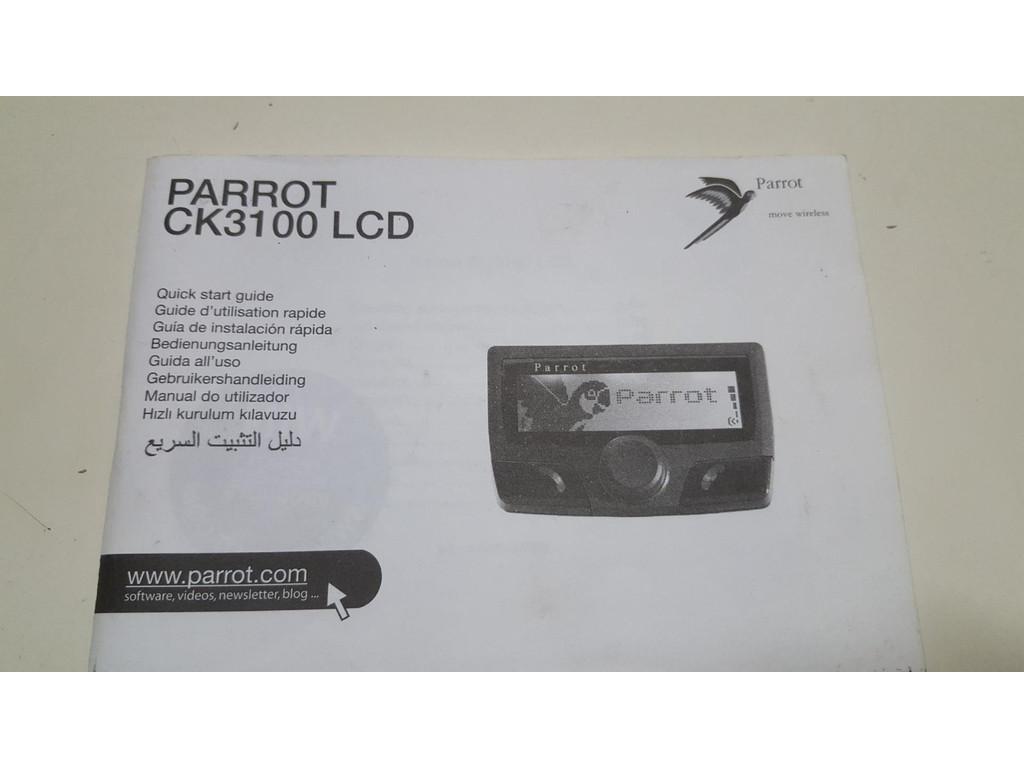 PARROT
CK3100 LCD
Parrot
move wireless
Quick start guide
Guide d'utilisation rapide
Guía de instalación rápida
Bedienungsanleitung
Guida all'uso
Gebruikershandleiding
Manual do utilizador
Hızlı kurulum kılavuzu
دليل التثبيت السريع
Parrot
Parrot
www.parrot.com
software, videos, newsletter, blog ...